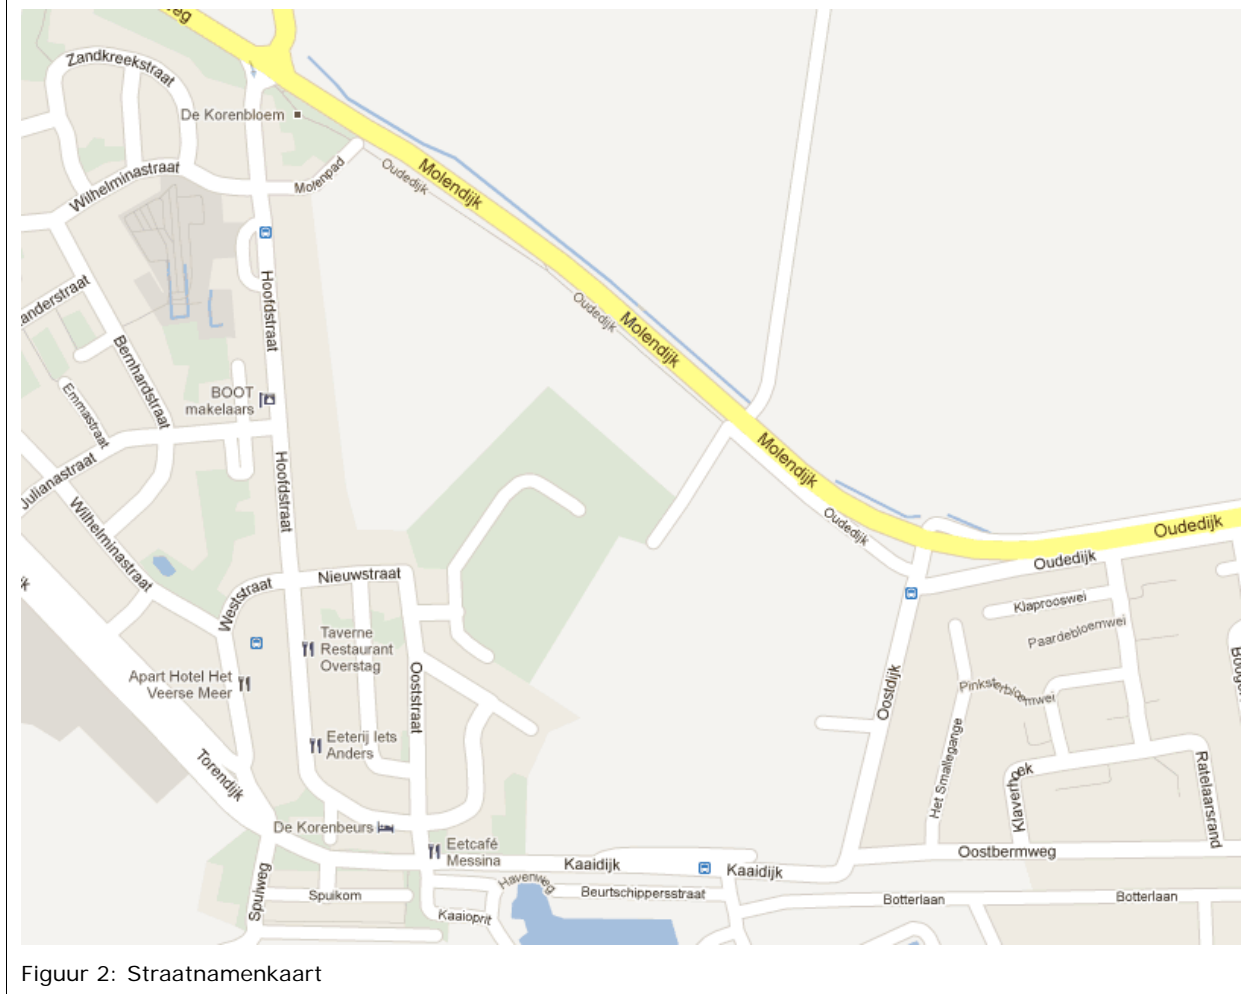 eg
Zandkreekstraat
De Korenbloem
Molenpad
Oudedijk
Molendijk
Wilhelminastraat
Hoofdstraat
anderstraat
Bernhardstraat
Oudedijk
Molendijk
BOOT
makelaars
Emmastraat
Julianastraat
Hoofdstraat
Molendijk
Wilhelminastraat
Oudedijk
Oudedijk
Oudedijk
Nieuwstraat
Weststraat
jk
Klaprooswei
Paardebloemwei
Taverne
Restaurant
Overstag
Apart Hotel Het
Veerse Meer
Ooststraat
Oostdijk
Pinksterbloemwei
Booge
Eeterij Iets
Anders
Torendijk
Het Smallegange
Klaverhoek
Ratelaarsrand
De Korenbeurs
Eetcafé
Messina
Kaaidijk
Kaaidijk
Oostbermweg
Spuiweg
Spuikom
Havenweg
Beurtschippersstraat
Botterlaan
Botterlaan
Kaaioprit
Figuur 2: Straatnamenkaart